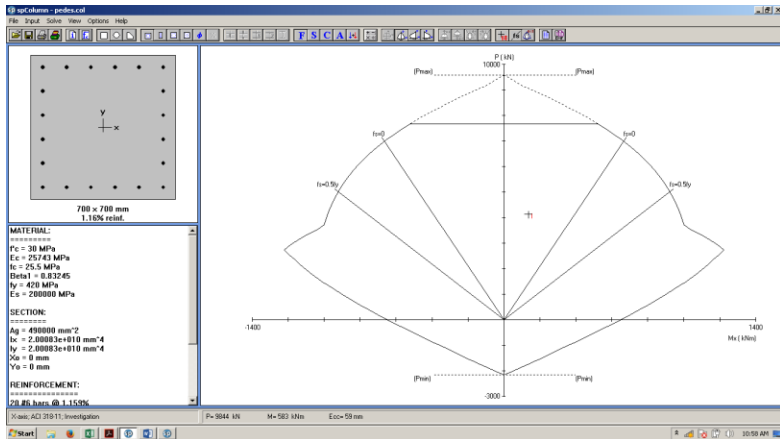 spColumn - pedes.col
File Input Solve View Options Help
F S C A
y
x
700 x 700 mm
1.16% reinf.
MATERIAL:
=========
f'c = 30 MPa
Ec = 25743 MPa
fc = 25.5 MPa
Beta1 = 0.83245
fy = 420 MPa
Es = 200000 MPa
SECTION:
========
Ag = 490000 mm^2
Ix = 2.00083e+010 mm^4
Iy = 2.00083e+010 mm^4
Xo = 0 mm
Yo = 0 mm
REINFORCEMENT:
==============
20 #6 bars @ 1.159%
P ( kN)
10000
(Pmax)
(Pmax)
fs=0
fs=0
fs=0.5fy
fs=0.5fy
-1400
1400
Mx ( kNm)
(Pmin)
(Pmin)
-3000
X-axis; ACI 318-11; Investigation
P= 9844 kN M= 583 kNm Ecc= 59 mm
Start
10:58 AM